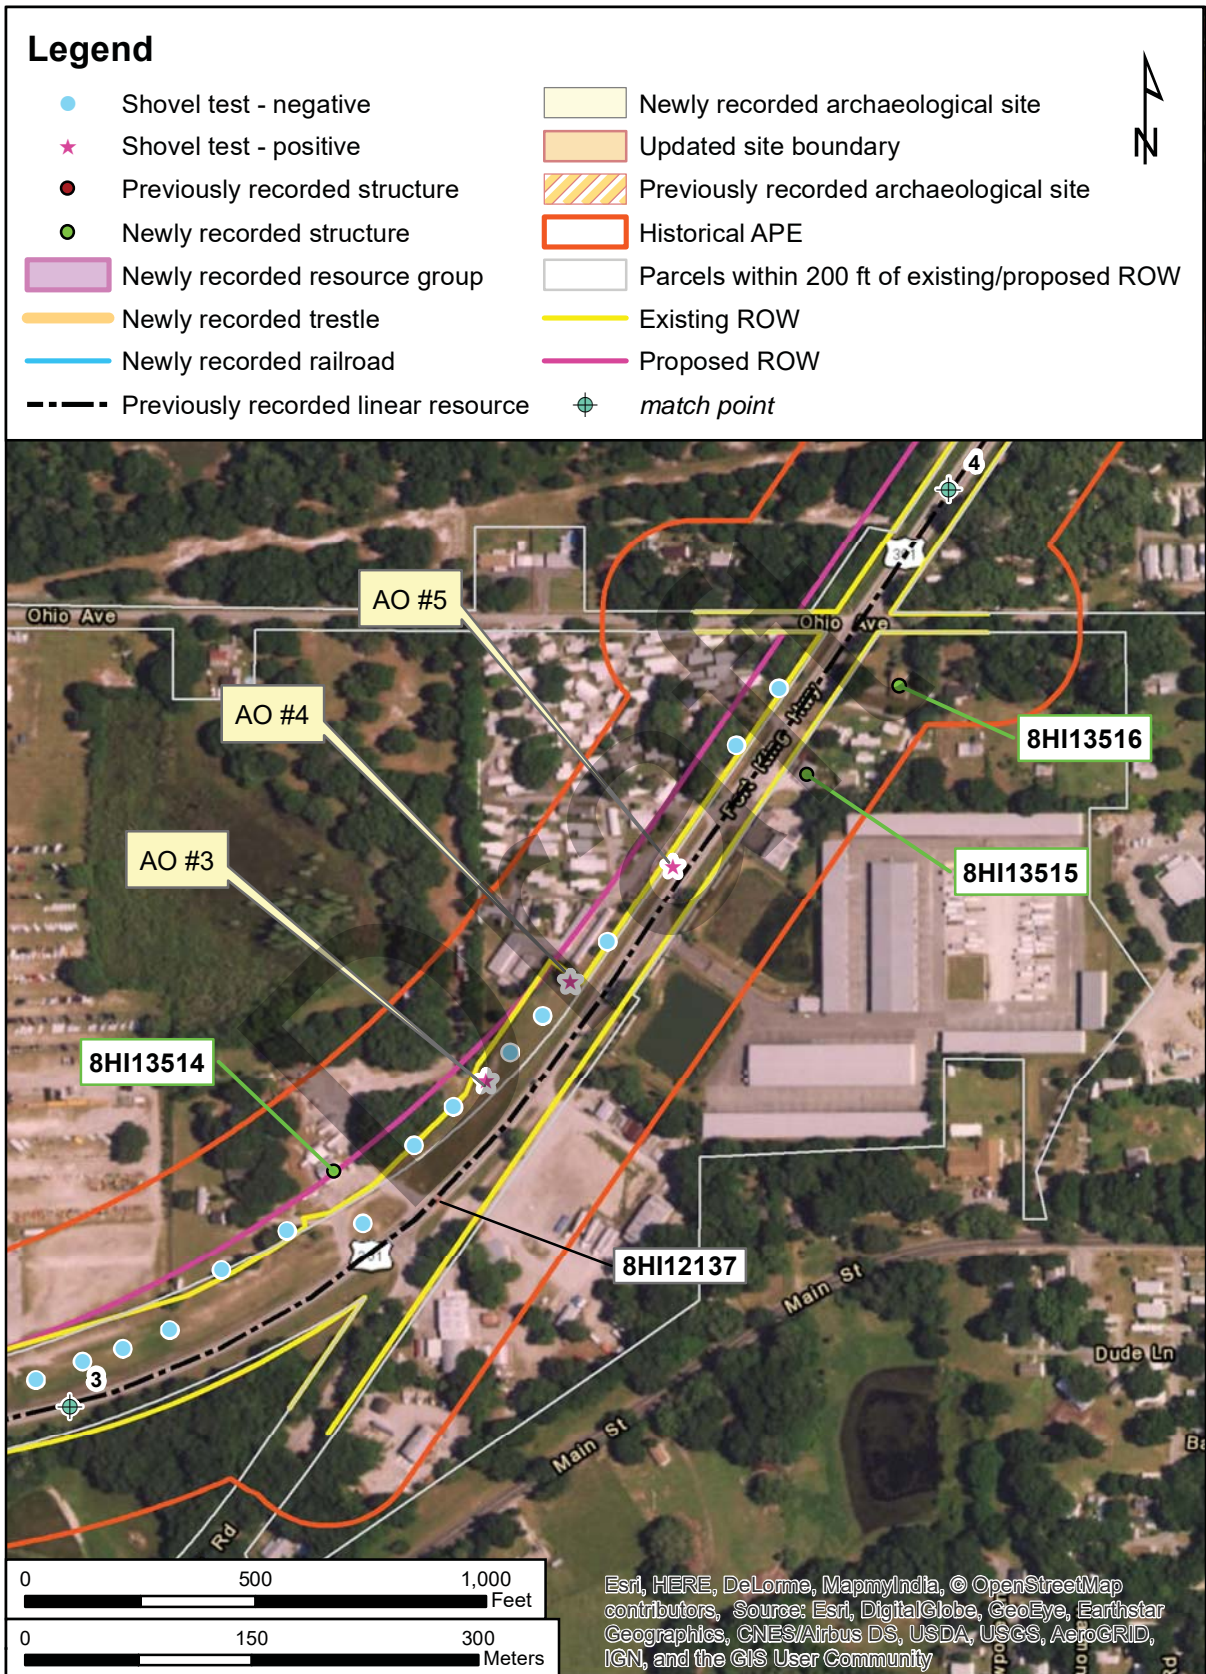 Legend
Shovel test - negative
Shovel test - positive
Previously recorded structure
Newly recorded structure
Newly recorded resource group
Newly recorded trestle
Newly recorded railroad
Previously recorded linear resource
Newly recorded archaeological site
Updated site boundary
Previously recorded archaeological site
Historical APE
Parcels within 200 ft of existing/proposed ROW
Existing ROW
Proposed ROW
match point
N
4
301
AO #5
Ohio Ave
Ohio Ave
AO #4
8HI13516
Fort King Hwy
AO #3
8HI13515
8HI13514
301
8HI12137
Main St
Dude Ln
3
Main St
Ba
Rd
0 500 1,000
Feet
0 150 300
Meters
Esri, HERE, DeLorme, MapmyIndia, © OpenStreetMap
contributors, Source: Esri, DigitalGlobe, GeoEye, Earthstar
Geographics, CNES/Airbus DS, USDA, USGS, AeroGRID,
IGN, and the GIS User Community
Rd